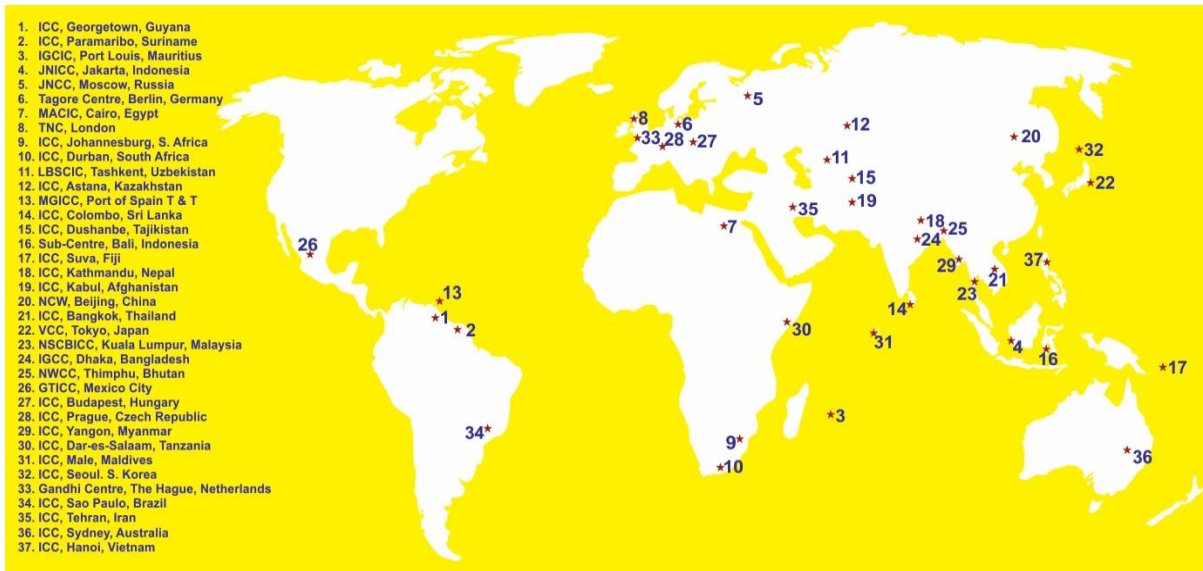 1. ICC, Georgetown, Guyana
2. ICC, Paramaribo, Suriname
3. IGCIC, Port Louis, Mauritius
4. JNICC, Jakarta, Indonesia
5. JNCC, Moscow, Russia
6. Tagore Centre, Berlin, Germany
7. MACIC, Cairo, Egypt
8. TNC, London
9. ICC, Johannesburg, S. Africa
10. ICC, Durban, South Africa
11. LBSCIC, Tashkent, Uzbekistan
12. ICC, Astana, Kazakhstan
13. MGICC, Port of Spain T & T
14. ICC, Colombo, Sri Lanka
15. ICC, Dushanbe, Tajikistan
16. Sub-Centre, Bali, Indonesia
17. ICC, Suva, Fiji
18. ICC, Kathmandu, Nepal
19. ICC, Kabul, Afghanistan
20. NCW, Beijing, China
21. ICC, Bangkok, Thailand
22. VCC, Tokyo, Japan
23. NSCBICC, Kuala Lumpur, Malaysia
24. IGCC, Dhaka, Bangladesh
25. NWCC, Thimphu, Bhutan
26. GTICC, Mexico City
27. ICC, Budapest, Hungary
28. ICC, Prague, Czech Republic
29. ICC, Yangon, Myanmar
30. ICC, Dar-es-Salaam, Tanzania
31. ICC, Male, Maldives
32. ICC, Seoul. S. Korea
33. Gandhi Centre, The Hague, Netherlands
34. ICC, Sao Paulo, Brazil
35. ICC, Tehran, Iran
36. ICC, Sydney, Australia
37. ICC, Hanoi, Vietnam
5
8
6
12
33
28
27
20
32
11
15
22
19
35
7
18
25
24
26
29
37
21
23
13
14
1
2
30
31
4
16
17
3
34
9
10
36